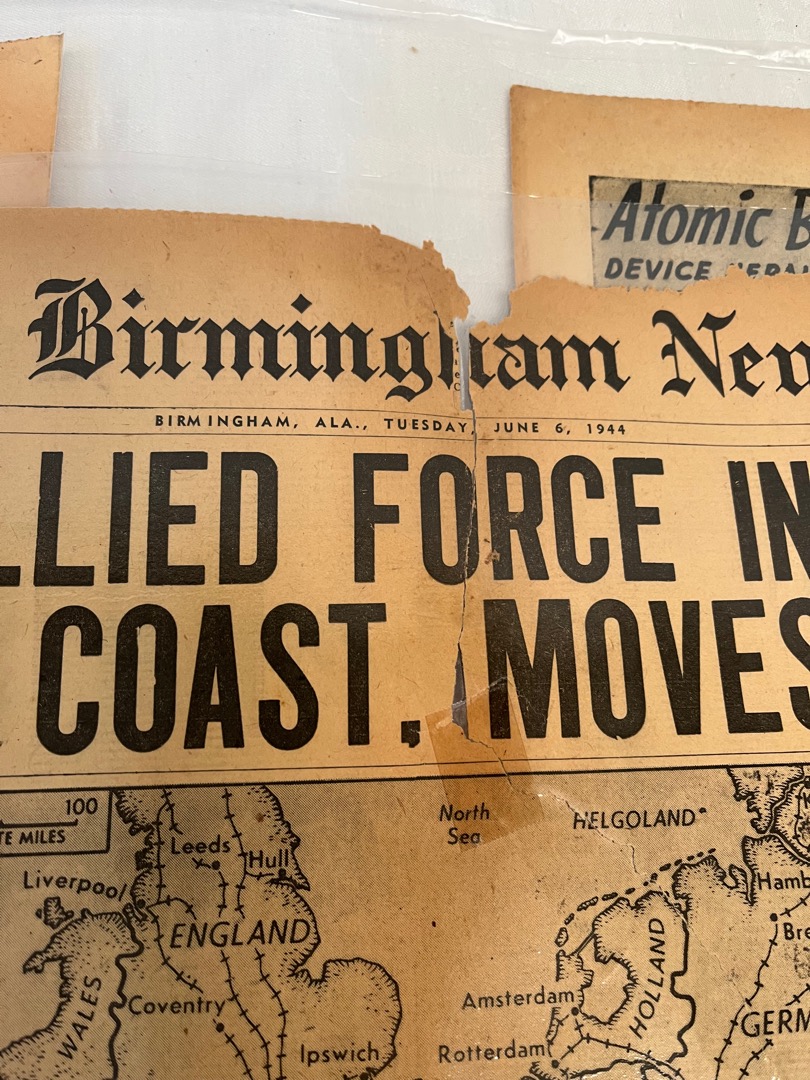 Atomic B
DEVICE HERAL
Birmingham New
BIRMINGHAM, ALA., TUESDAY, JUNE 6, 1944
LLIED FORCE IN
COAST, MOVES
100
TE MILES
North
Sea
HELGOLAND
Leeds
Hull
Liverpool
Hamb
ENGLAND
Bre
HOLLAND
WALES
Coventry
Amsterdam
GERM
Ipswich
Rotterdam